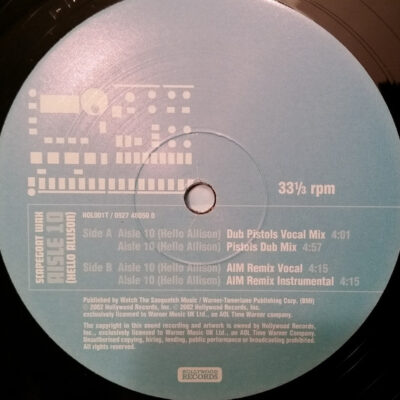 SCAPEGOAT WAX
AISLE 10
(HELLO ALLISON)
33⅓ rpm
HOL001T / 0927 46050 0
Side A Aisle 10 (Hello Allison) Dub Pistols Vocal Mix 4:01
Aisle 10 (Hello Allison) Pistols Dub Mix 4:57
Side B Aisle 10 (Hello Allison) AIM Remix Vocal 4:15
Aisle 10 (Hello Allison) AIM Remix Instrumental 4:15
Published by Watch The Sasquatch Music / Warner-Tamerlane Publishing Corp. (BMI)
℗ 2002 Hollywood Records, Inc. © 2002 Hollywood Records, Inc.
exclusively licensed to Warner Music UK Ltd., an AOL Time Warner company.
The copyright in this sound recording and artwork is owned by Hollywood Records,
Inc., exclusively licensed to Warner Music UK Ltd., an AOL Time Warner Company.
Unauthorised copying, hiring, lending, public performance or broadcasting prohibited.
All rights reserved.
HOLLYWOOD
RECORDS